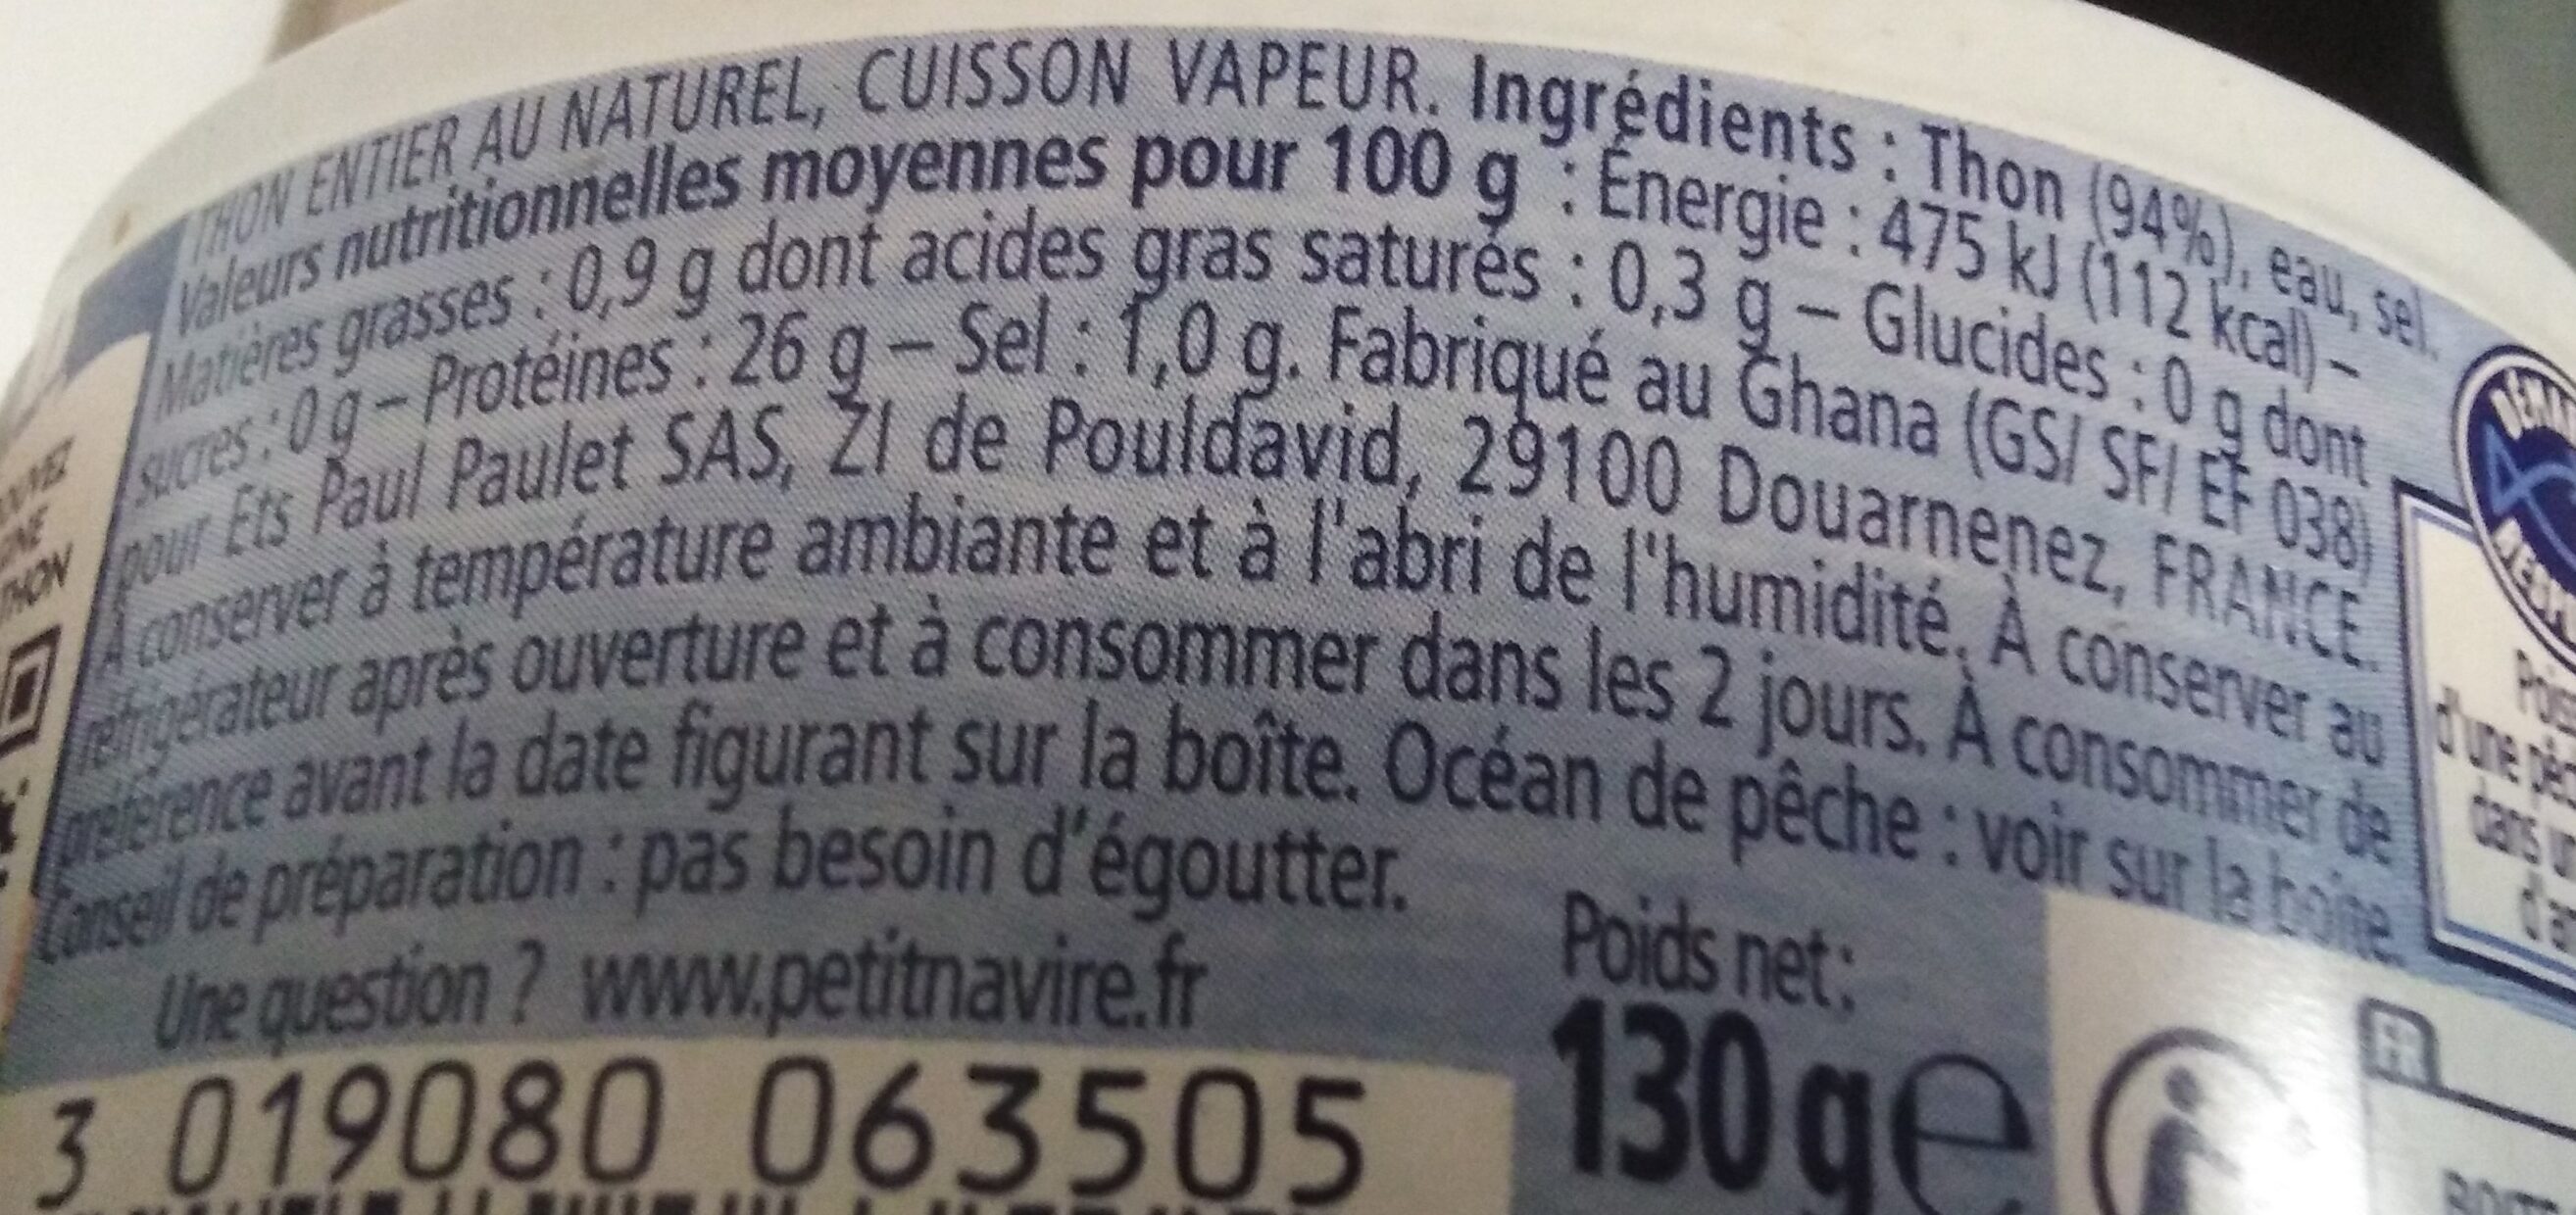 THON ENTIER AU NATUREL, CUISSON VAPEUR. Ingrédients : Thon (94%), eau, sel.
Valeurs nutritionnelles moyennes pour 100 g : Énergie : 475 kJ (112 kcal) –
Matières grasses : 0,9 g dont acides gras saturés : 0,3 g – Glucides : 0 g dont
sucres : 0 g – Protéines : 26 g – Sel : 1,0 g. Fabriqué au Ghana (GS/ SF/ EF 038)
pour Ets Paul Paulet SAS, ZI de Pouldavid, 29100 Douarnenez, FRANCE.
À conserver à température ambiante et à l'abri de l'humidité. À conserver au
réfrigérateur après ouverture et à consommer dans les 2 jours. À consommer de
préférence avant la date figurant sur la boîte. Océan de pêche : voir sur la boîte.
Conseil de préparation : pas besoin d'égoutter.
Une question ? www.petitnavire.fr
Poids net:
130 g e
3 019080 063505
THON
d'une
dans
FR